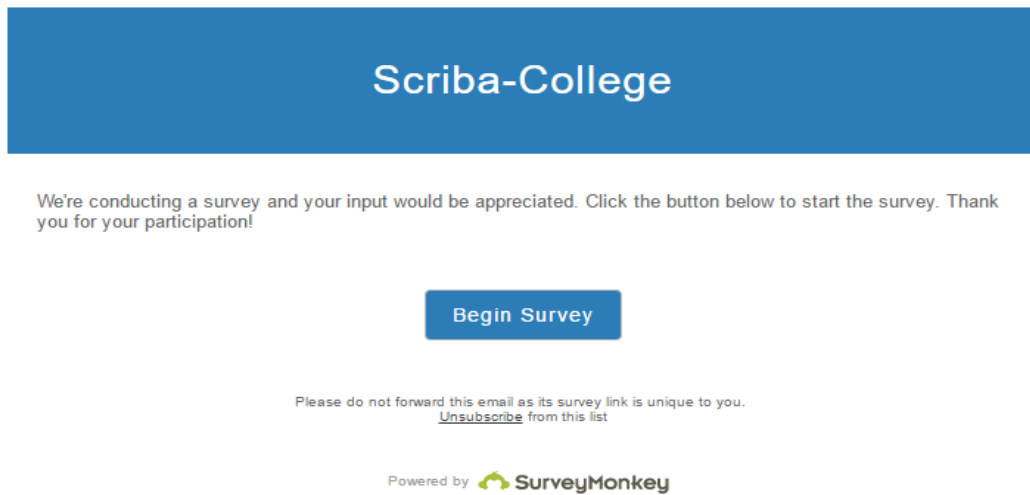 Scriba-College
We're conducting a survey and your input would be appreciated. Click the button below to start the survey. Thank
you for your participation!
Begin Survey
Please do not forward this email as its survey link is unique to you.
Unsubscribe from this list
Powered by SurveyMonkey